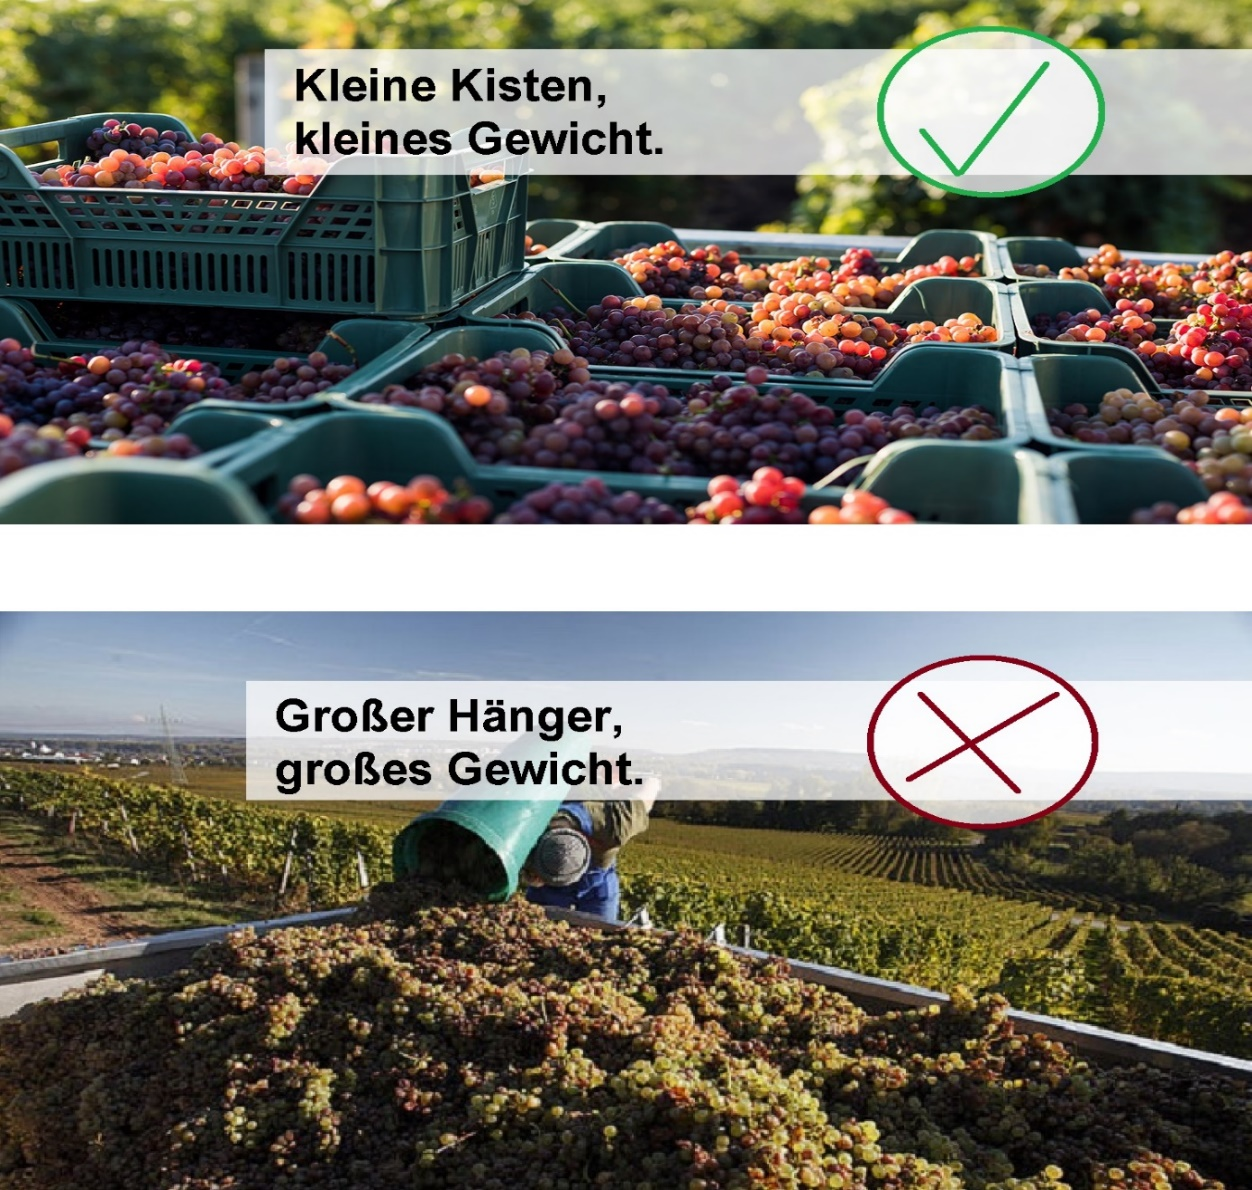 Kleine Kisten,
kleines Gewicht.
Großer Hänger,
großes Gewicht.